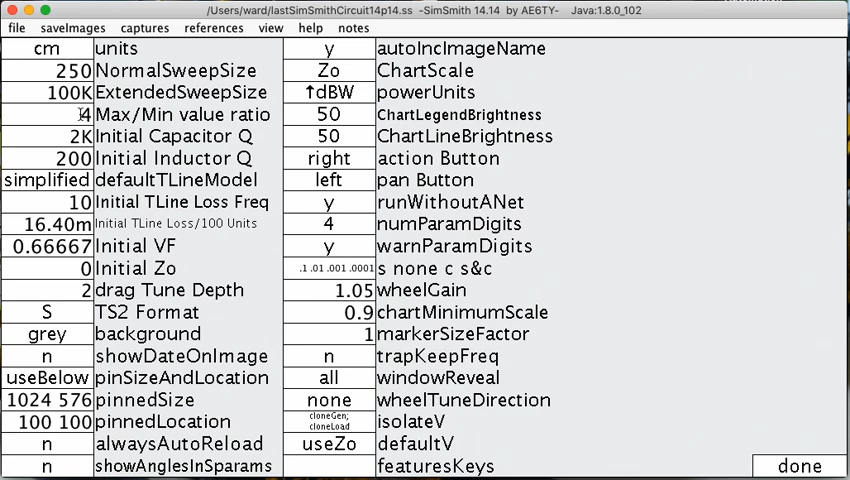 /Users/ward/lastSimSmithCircuit14p14.ss -SimSmith 14.14 by AE6TY- Java:1.8.0_102
file saveImages captures references view help notes
cm units y autoIncImageName
250 NormalSweepSize Zo ChartScale
100K ExtendedSweepSize ↑dBW powerUnits
4 Max/Min value ratio 50 ChartLegendBrightness
2K Initial Capacitor Q 50 ChartLineBrightness
200 Initial Inductor Q right action Button
simplified defaultTLineModel left pan Button
10 Initial TLine Loss Freq y runWithoutANet
16.40m Initial TLine Loss/100 Units 4 numParamDigits
0.66667 Initial VF y warnParamDigits
0 Initial Zo .1 .01 .001 .0001 s none c s&c
2 drag Tune Depth 1.05 wheelGain
S TS2 Format 0.9 chartMinimumScale
grey background 1 markerSizeFactor
n showDateOnImage n trapKeepFreq
useBelow pinSizeAndLocation all windowReveal
1024 576 pinnedSize none wheelTuneDirection
100 100 pinnedLocation cloneGen; cloneLoad isolateV
n alwaysAutoReload useZo defaultV
n showAnglesInSparams featuresKeys done